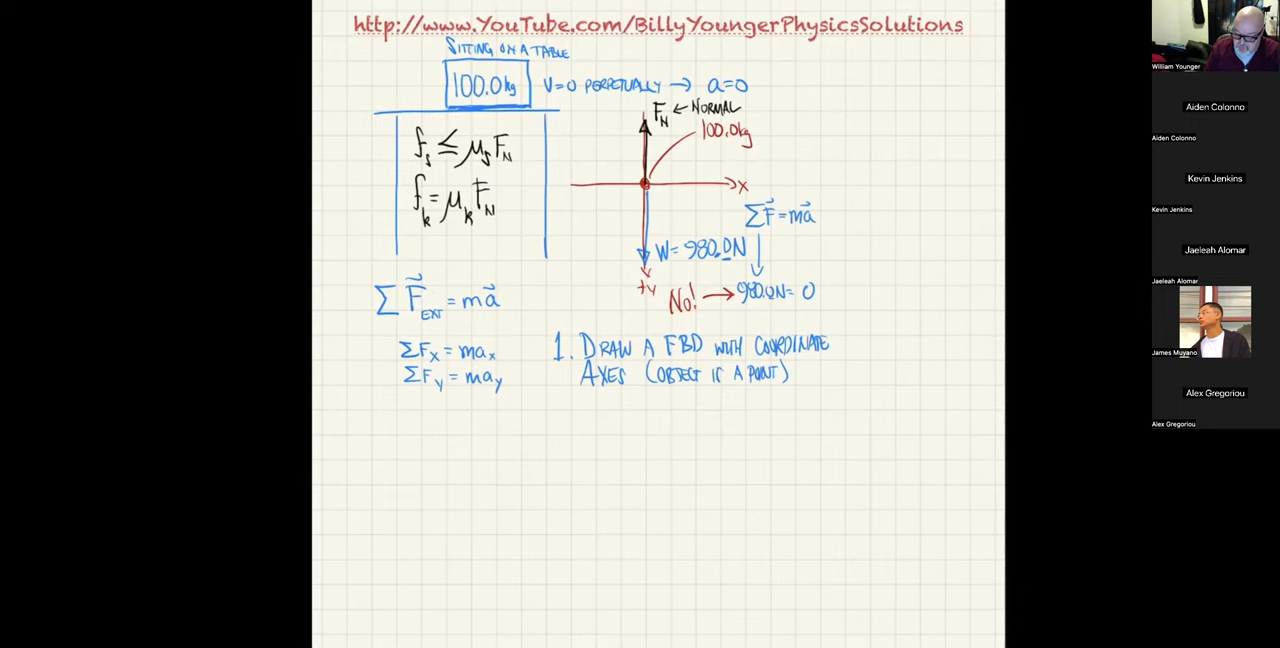 http://www.YouTube.com/BillyYoungerPhysicsSolutions
SITTING ON A TABLE
100.0kg
V=0 PERPETUALLY → a=0
F_N ← NORMAL
100.0kg
f_s ≤ μ_s F_N
f_k = μ_k F_N
X
ΣF⃗ = ma⃗
W = 980.0N
+y
No! → 980.0N = 0
ΣF⃗_EXT = ma⃗
ΣF_X = ma_x
ΣF_y = ma_y
1. DRAW A FBD WITH COORDINATE
AXES (OBJECT IS A POINT)
William Younger
Aiden Colonno
Aiden Colonno
Kevin Jenkins
Kevin Jenkins
Jaeleah Alomar
Jaeleah Alomar
James Muyano
Alex Gregoriou
Alex Gregoriou